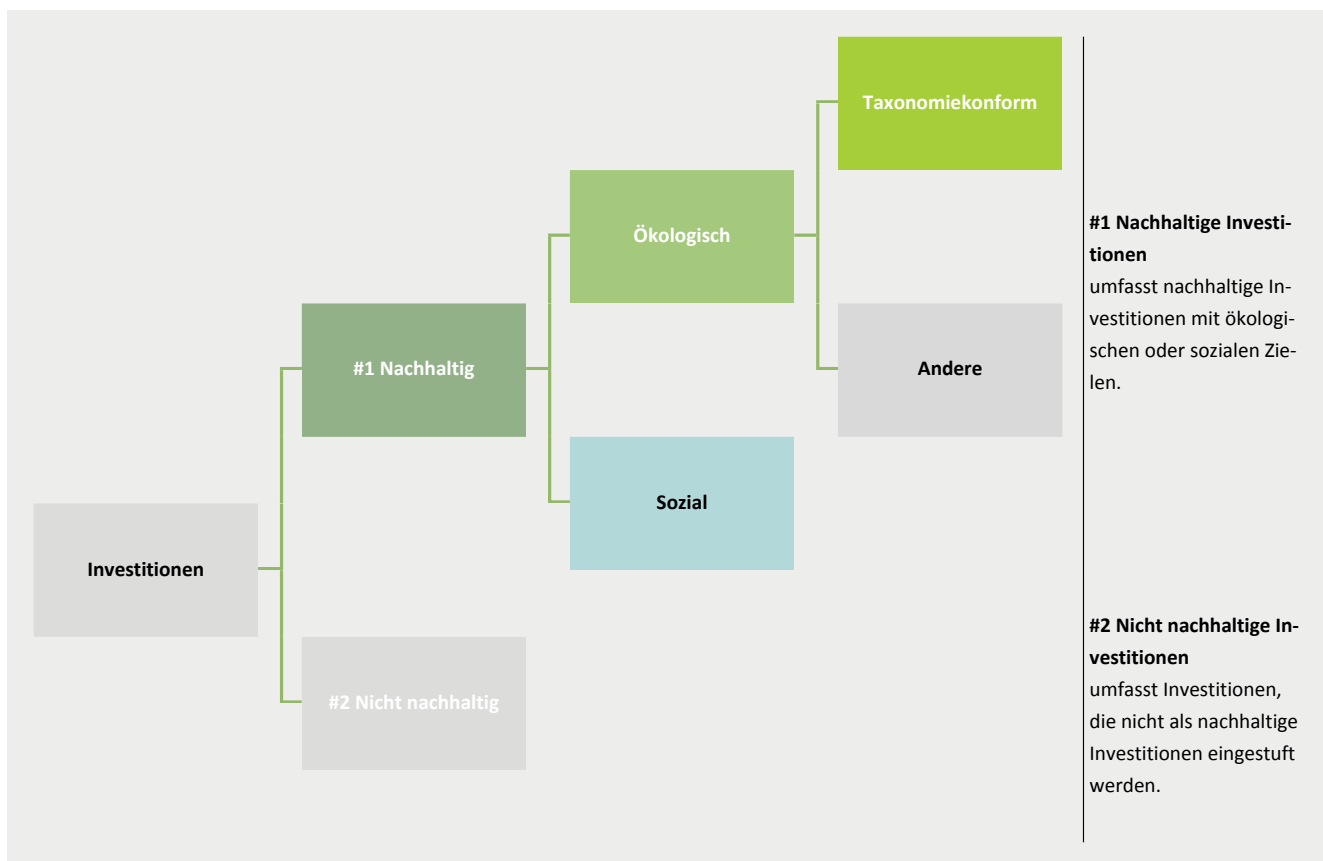 Taxonomiekonform
Ökologisch
#1 Nachhaltig
Andere
Sozial
Investitionen
#2 Nicht nachhaltig
#1 Nachhaltige Investi-
tionen
umfasst nachhaltige In-
vestitionen mit ökologi-
schen oder sozialen Zie-
len.
#2 Nicht nachhaltige In-
vestitionen
umfasst Investitionen,
die nicht als nachhaltige
Investitionen eingestuft
werden.